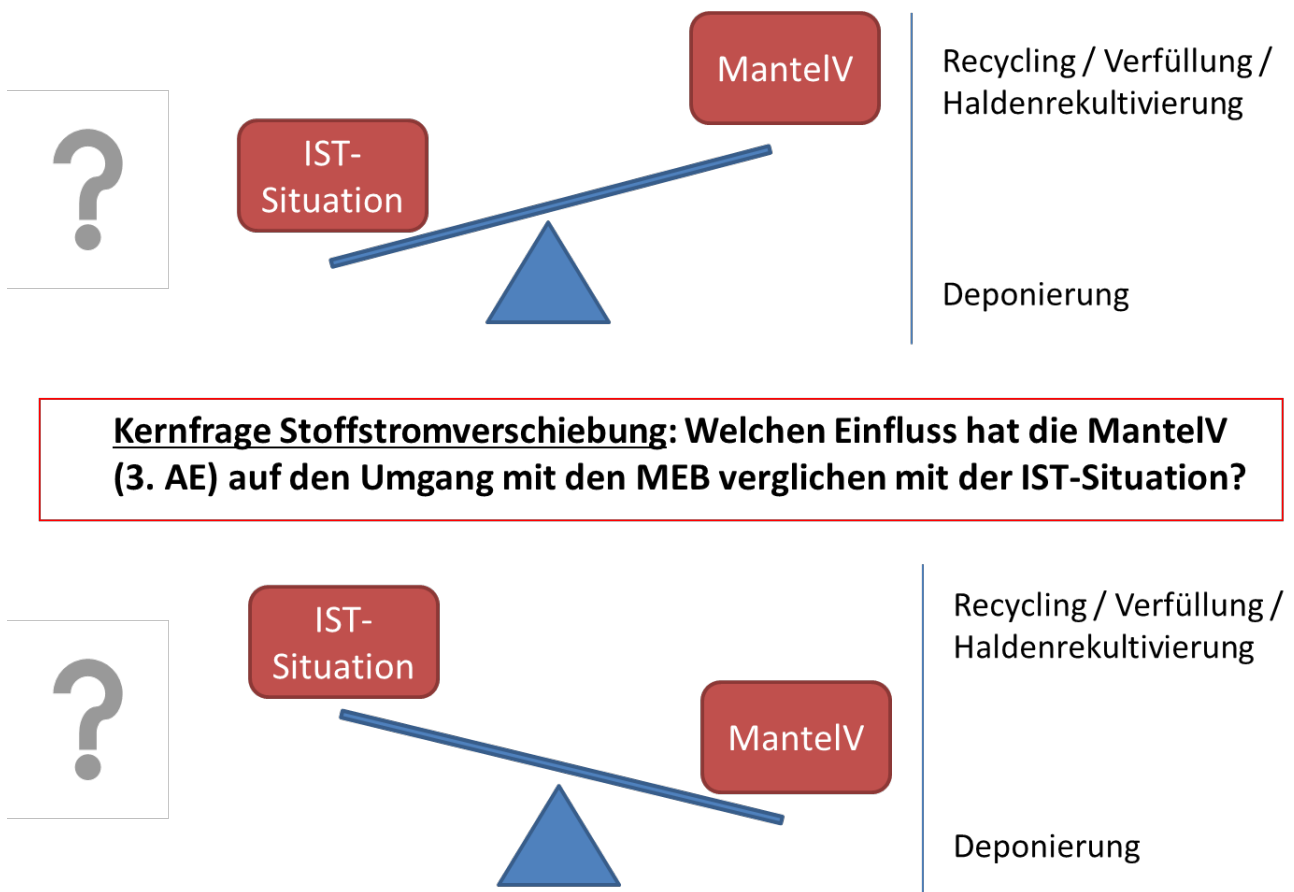 ?
IST-
Situation
MantelV
Recycling / Verfüllung /
Haldenrekultivierung
Deponierung
Kernfrage Stoffstromverschiebung: Welchen Einfluss hat die MantelV
(3. AE) auf den Umgang mit den MEB verglichen mit der IST-Situation?
?
IST-
Situation
MantelV
Recycling / Verfüllung /
Haldenrekultivierung
Deponierung